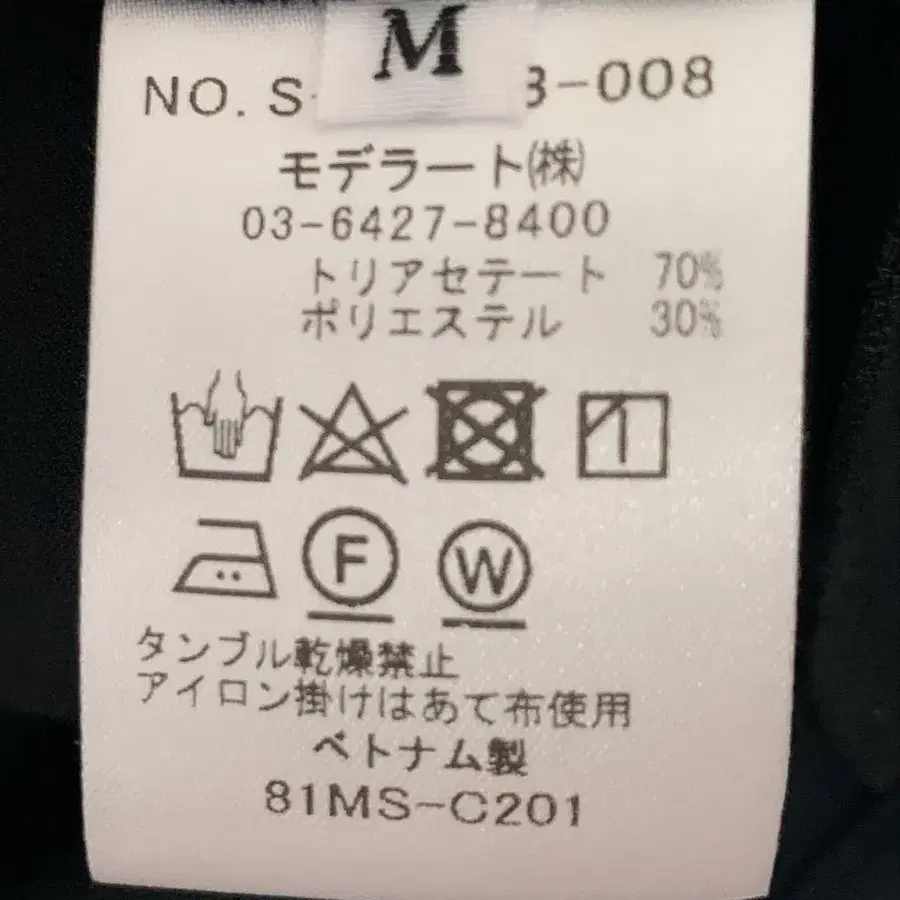 M
NO. S- 3-008
モデラート㈱
03-6427-8400
トリアセテート 70%
ポリエステル 30%
F W
タンブル乾燥禁止
アイロン掛けはあて布使用
ベトナム製
81MS-C201